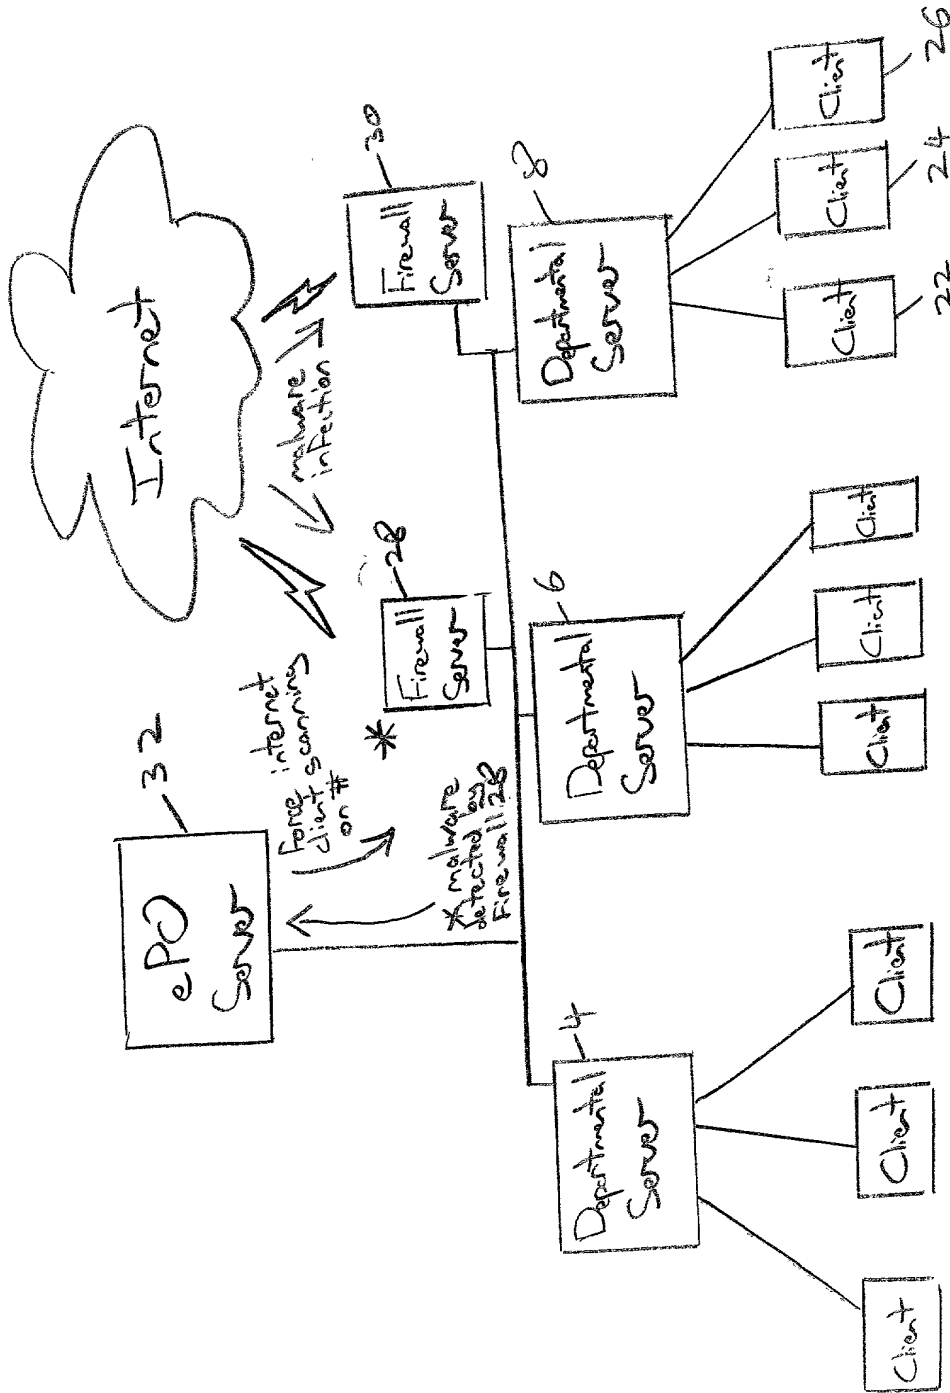 Internet
ePO
Server
32
force internet
client scanning
on #
malware
infection
* malware
detected by
Firewall 28
*
Firewall
Server
28
Firewall
Server
30
Departmental
Server
4
Departmental
Server
6
Departmental
Server
8
Client
Client
Client
Client
Client
Client
Client
22
Client
24
Client
26